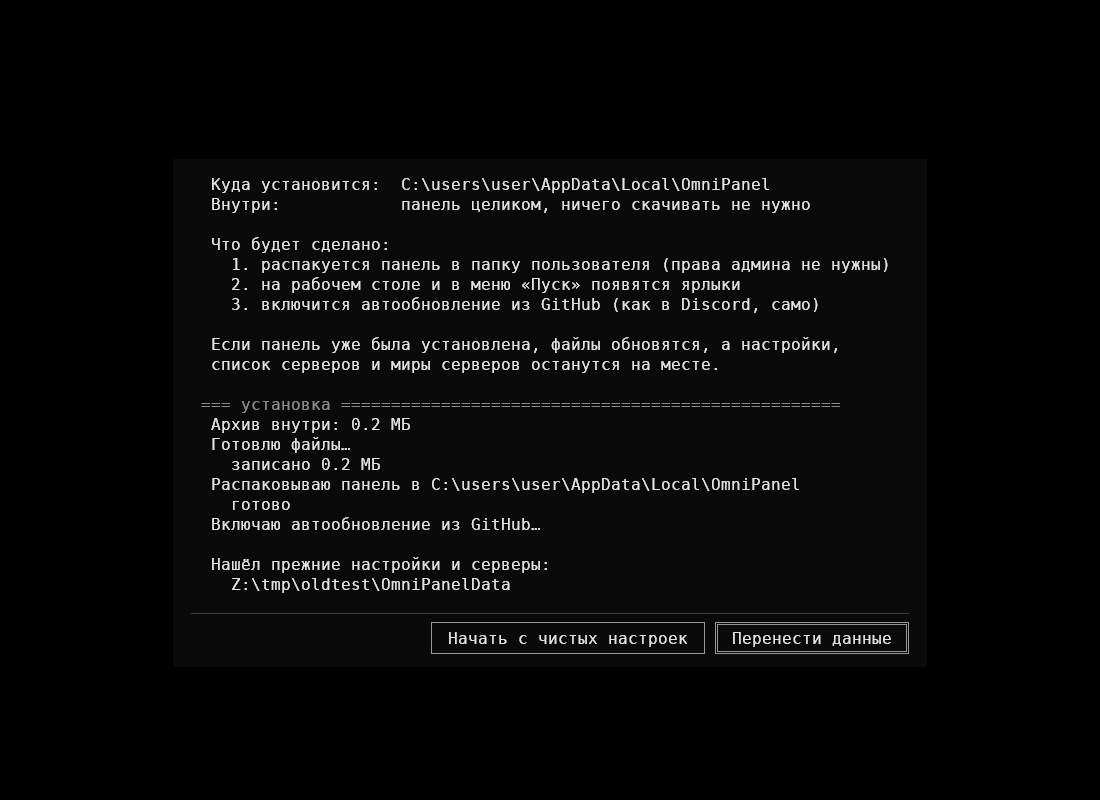 Куда установится: C:\users\user\AppData\Local\OmniPanel
Внутри: панель целиком, ничего скачивать не нужно
Что будет сделано:
1. распакуется панель в папку пользователя (права админа не нужны)
2. на рабочем столе и в меню «Пуск» появятся ярлыки
3. включится автообновление из GitHub (как в Discord, само)
Если панель уже была установлена, файлы обновятся, а настройки,
список серверов и миры серверов останутся на месте.
=== установка ==================================================
Архив внутри: 0.2 МБ
Готовлю файлы…
записано 0.2 МБ
Распаковываю панель в C:\users\user\AppData\Local\OmniPanel
готово
Включаю автообновление из GitHub…
Нашёл прежние настройки и серверы:
Z:\tmp\oldtest\OmniPanelData
Начать с чистых настроек
Перенести данные